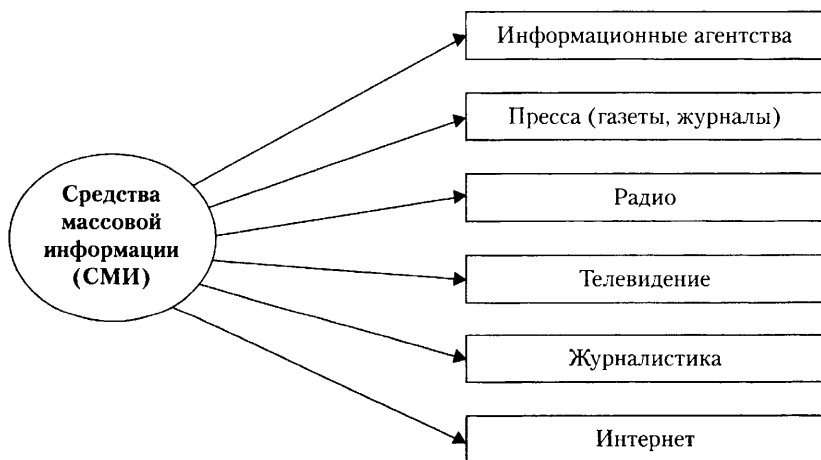 Средства
массовой
информации
(СМИ)
Информационные агентства
Пресса (газеты, журналы)
Радио
Телевидение
Журналистика
Интернет